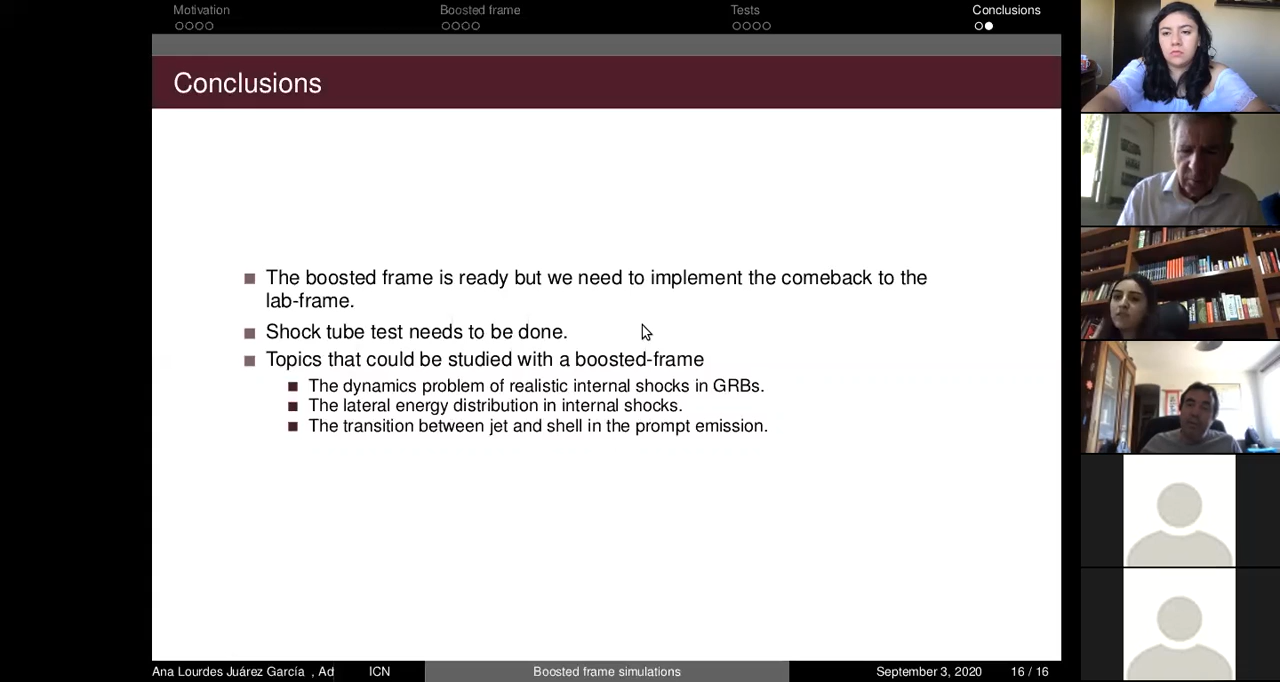 Motivation
Boosted frame
Tests
Conclusions
Conclusions
The boosted frame is ready but we need to implement the comeback to the
lab-frame.
Shock tube test needs to be done.
Topics that could be studied with a boosted-frame
The dynamics problem of realistic internal shocks in GRBs.
The lateral energy distribution in internal shocks.
The transition between jet and shell in the prompt emission.
Ana Lourdes Juárez García , Ad
ICN
Boosted frame simulations
September 3, 2020
16 / 16